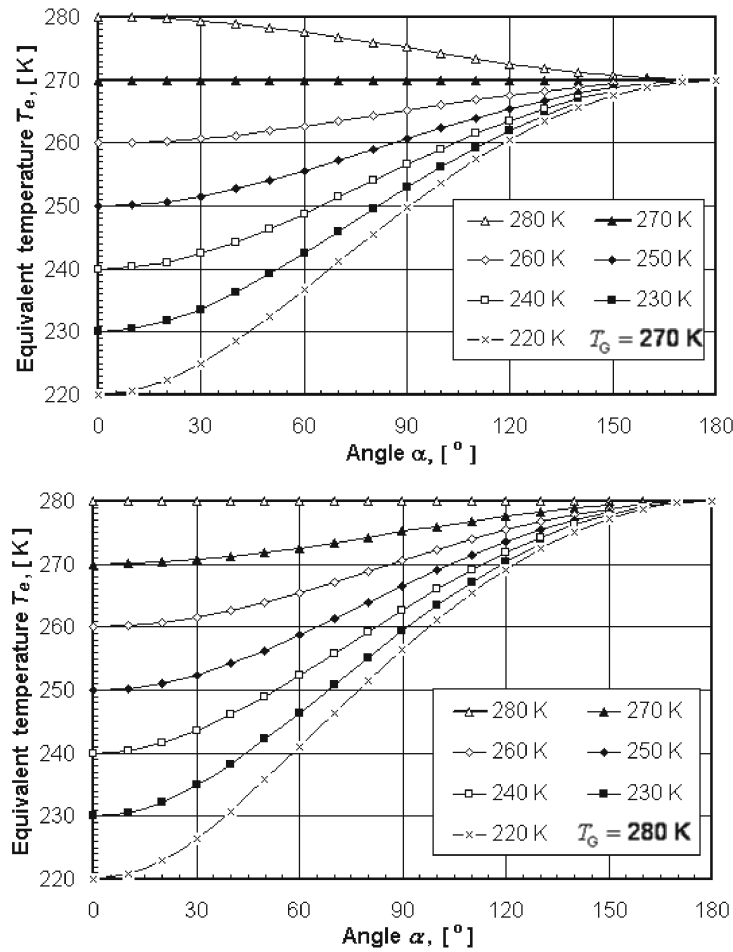 Equivalent temperature Te, [K]
280
270
260
250
240
230
220
280 K 270 K
260 K 250 K
240 K 230 K
220 K TG = 270 K
0 30 60 90 120 150 180
Angle α, [°]
Equivalent temperature Te, [K]
280
270
260
250
240
230
220
280 K 270 K
260 K 250 K
240 K 230 K
220 K TG = 280 K
0 30 60 90 120 150 180
Angle α, [°]